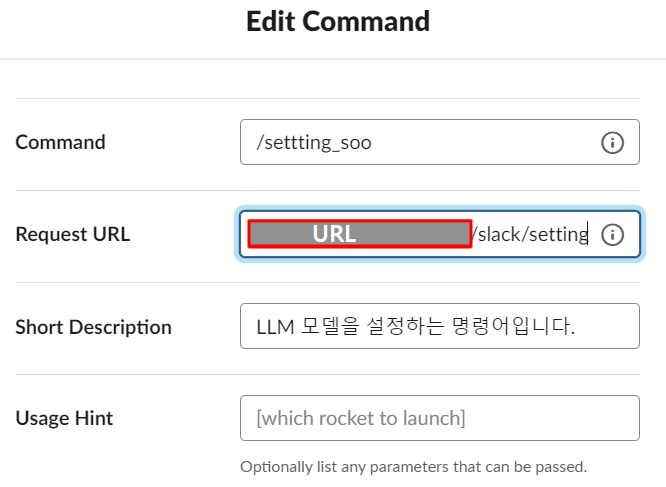 Edit Command
Command
/settting_soo
Request URL
URL /slack/setting
Short Description
LLM 모델을 설정하는 명령어입니다.
Usage Hint
[which rocket to launch]
Optionally list any parameters that can be passed.